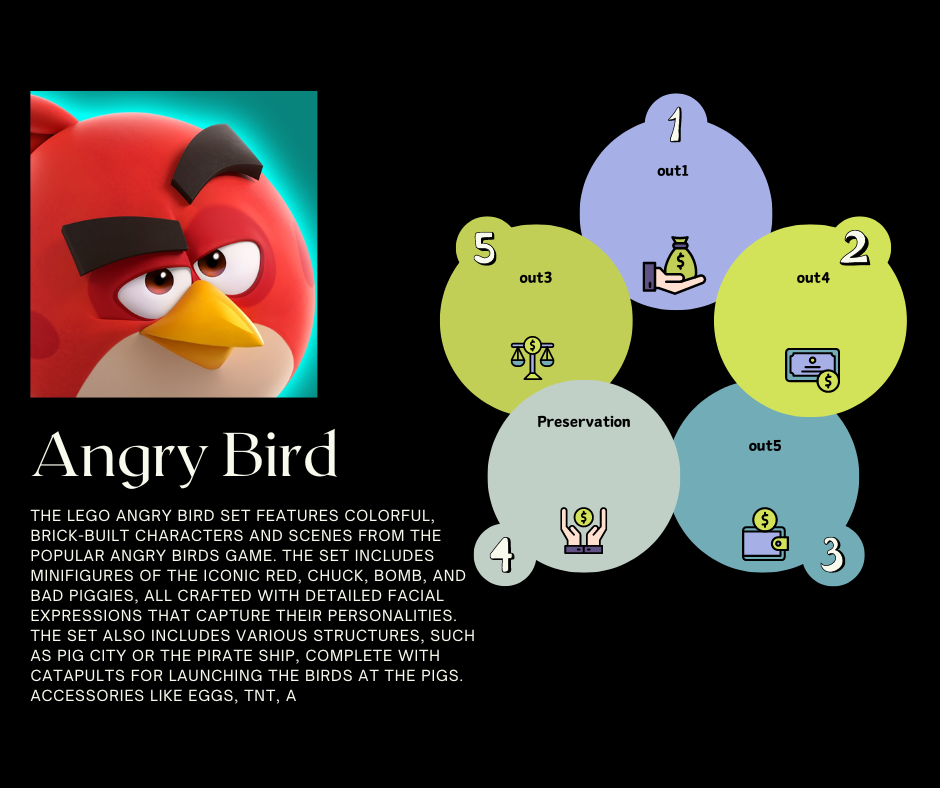 Angry Bird
THE LEGO ANGRY BIRD SET FEATURES COLORFUL,
BRICK-BUILT CHARACTERS AND SCENES FROM THE
POPULAR ANGRY BIRDS GAME. THE SET INCLUDES
MINIFIGURES OF THE ICONIC RED, CHUCK, BOMB, AND
BAD PIGGIES, ALL CRAFTED WITH DETAILED FACIAL
EXPRESSIONS THAT CAPTURE THEIR PERSONALITIES.
THE SET ALSO INCLUDES VARIOUS STRUCTURES, SUCH
AS PIG CITY OR THE PIRATE SHIP, COMPLETE WITH
CATAPULTS FOR LAUNCHING THE BIRDS AT THE PIGS.
ACCESSORIES LIKE EGGS, TNT, A
1
out1
$
2
out4
$
3
out5
$
4
Preservation
$
5
out3
$